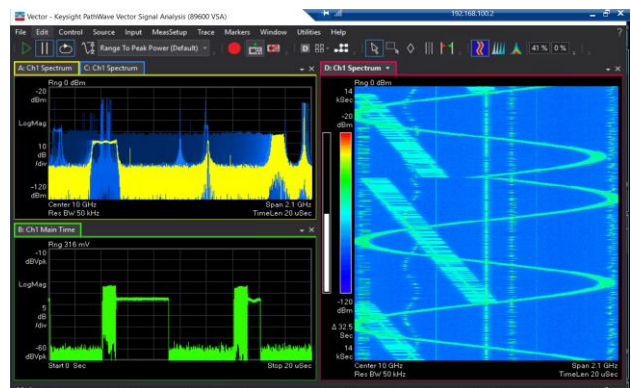 Vector - Keysight PathWave Vector Signal Analysis (89600 VSA)
192.168.100.2
File Edit Control Source Input MeasSetup Trace Markers Window Utilities Help
Range To Peak Power (Default)
41 % 0 %
A: Ch1 Spectrum
C: Ch1 Spectrum
Rng 0 dBm
-20
dBm
LogMag
10
dB
/div
-120
dBm
Center 10 GHz
Span 2.1 GHz
Res BW 50 kHz
TimeLen 20 uSec
B: Ch1 Main Time
Rng 316 mV
-10
dBVpk
LogMag
5
dB
/div
-60
dBVpk
Start 0 Sec
Stop 20 uSec
D: Ch1 Spectrum
Rng 0 dBm
14
kSec
-20
dBm
-120
dBm
Δ 32.5
Sec
14
kSec
Center 10 GHz
Span 2.1 GHz
Res BW 50 kHz
TimeLen 20 uSec